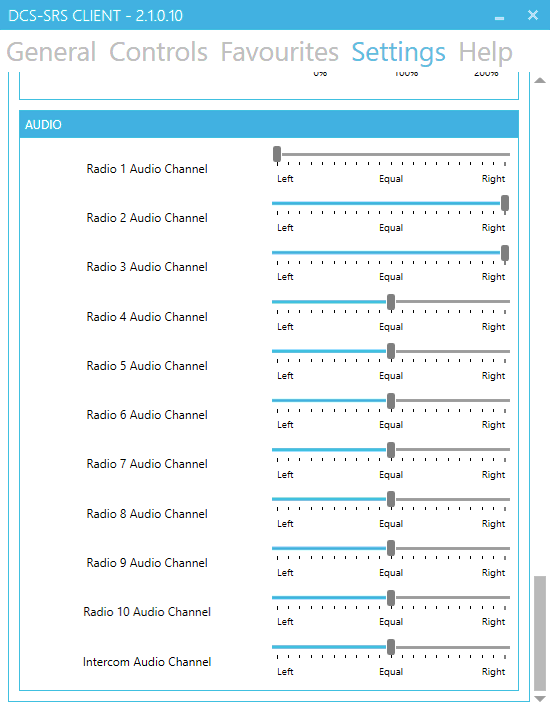 DCS-SRS CLIENT - 2.1.0.10
General Controls Favourites Settings Help
0% 100% 200%
AUDIO
Radio 1 Audio Channel
Left Equal Right
Radio 2 Audio Channel
Left Equal Right
Radio 3 Audio Channel
Left Equal Right
Radio 4 Audio Channel
Left Equal Right
Radio 5 Audio Channel
Left Equal Right
Radio 6 Audio Channel
Left Equal Right
Radio 7 Audio Channel
Left Equal Right
Radio 8 Audio Channel
Left Equal Right
Radio 9 Audio Channel
Left Equal Right
Radio 10 Audio Channel
Left Equal Right
Intercom Audio Channel
Left Equal Right